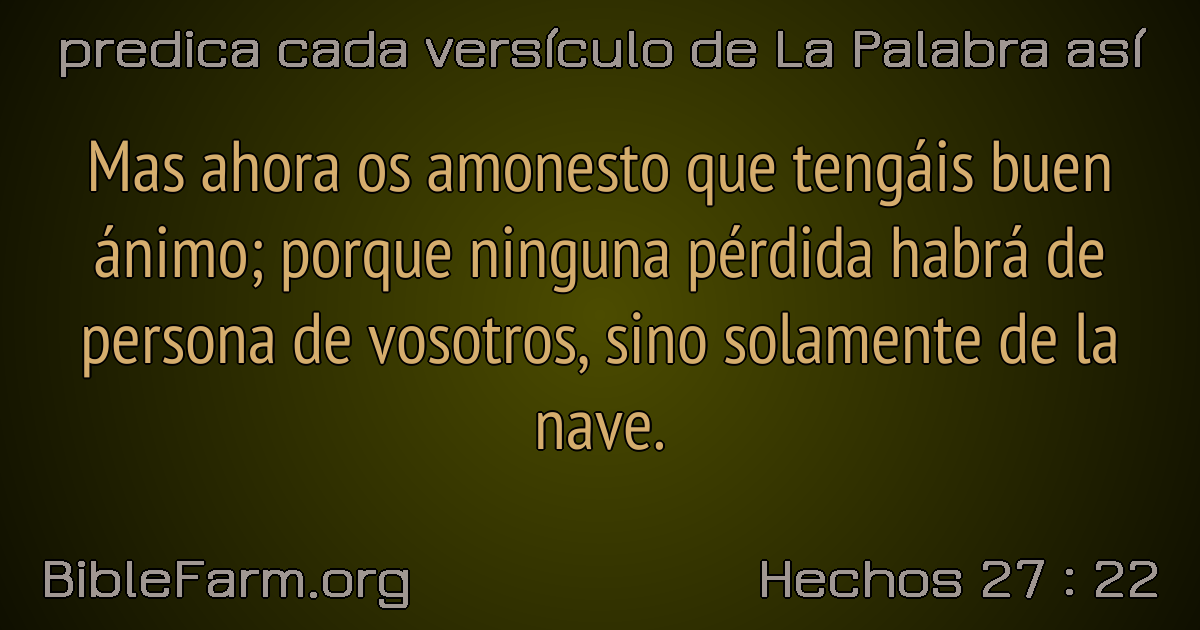 predica cada versículo de La Palabra así
Mas ahora os amonesto que tengáis buen
ánimo; porque ninguna pérdida habrá de
persona de vosotros, sino solamente de la
nave.
BibleFarm.org
Hechos 27 : 22